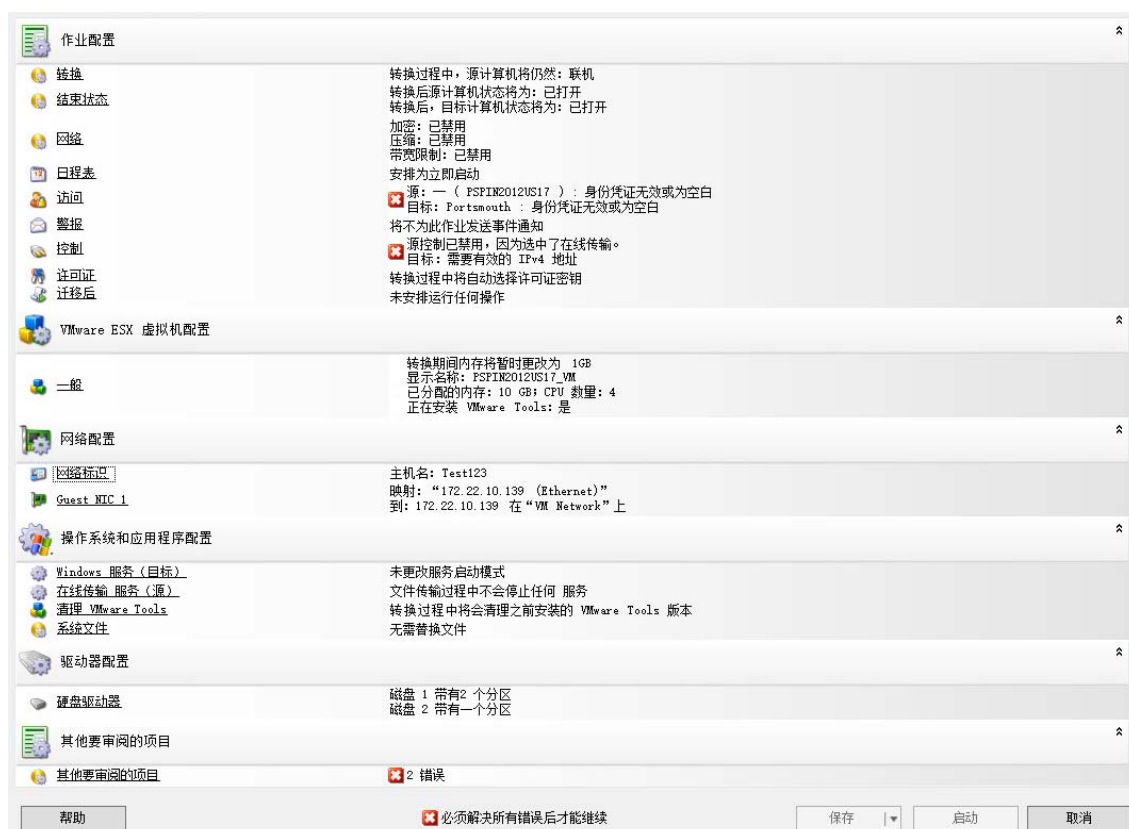 作业配置
转换
转换过程中，源计算机将仍然：联机
结束状态
转换后源计算机状态将为：已打开
转换后，目标计算机状态将为：已打开
网络
加密：已禁用
压缩：已禁用
带宽限制：已禁用
日程表
安排为立即启动
访问
源：一（ PSPIN2012US17 ）：身份凭证无效或为空白
目标：Portsmouth ：身份凭证无效或为空白
警报
将不为此作业发送事件通知
控制
源控制已禁用，因为选中了在线传输。
目标：需要有效的 IPv4 地址
许可证
转换过程中将自动选择许可证密钥
迁移后
未安排运行任何操作
VMware ESX 虚拟机配置
一般
转换期间内存将暂时更改为 1GB
显示名称：PSPIN2012US17_VM
已分配的内存：10 GB；CPU 数量：4
正在安装 VMware Tools：是
网络配置
网络标识
主机名：Test123
Guest NIC 1
映射：“172.22.10.139 (Ethernet)”
到：172.22.10.139 在“VM Network”上
操作系统和应用程序配置
Windows 服务（目标）
未更改服务启动模式
在线传输 服务（源）
文件传输过程中不会停止任何 服务
清理 VMware Tools
转换过程中将会清理之前安装的 VMware Tools 版本
系统文件
无需替换文件
驱动器配置
硬盘驱动器
磁盘 1 带有2 个分区
磁盘 2 带有一个分区
其他要审阅的项目
其他要审阅的项目
2 错误
帮助
必须解决所有错误后才能继续
保存
启动
取消